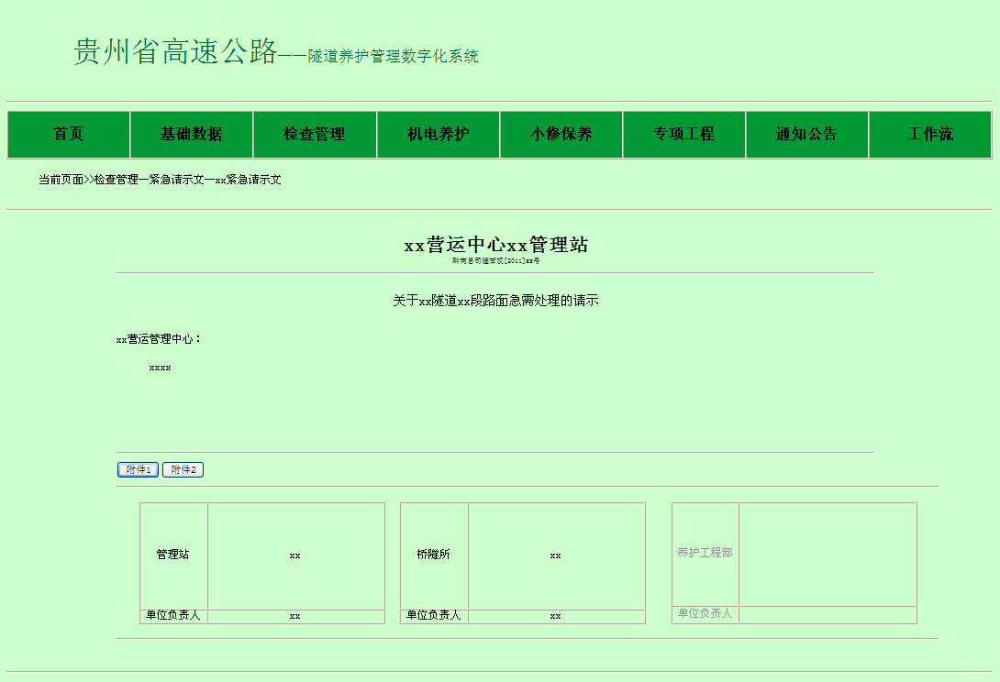 贵州省高速公路——隧道养护管理数字化系统
首页 基础数据 检查管理 机电养护 小修保养 专项工程 通知公告 工作流
当前页面>>检查管理—紧急请示文—xx紧急请示文
xx营运中心xx管理站
[2011]xx号
关于xx隧道xx段路面急需处理的请示
xx营运管理中心：
xxxx
附件1 附件2
管理站 xx 桥隧所 xx 养护工程部
单位负责人 xx 单位负责人 xx 单位负责人